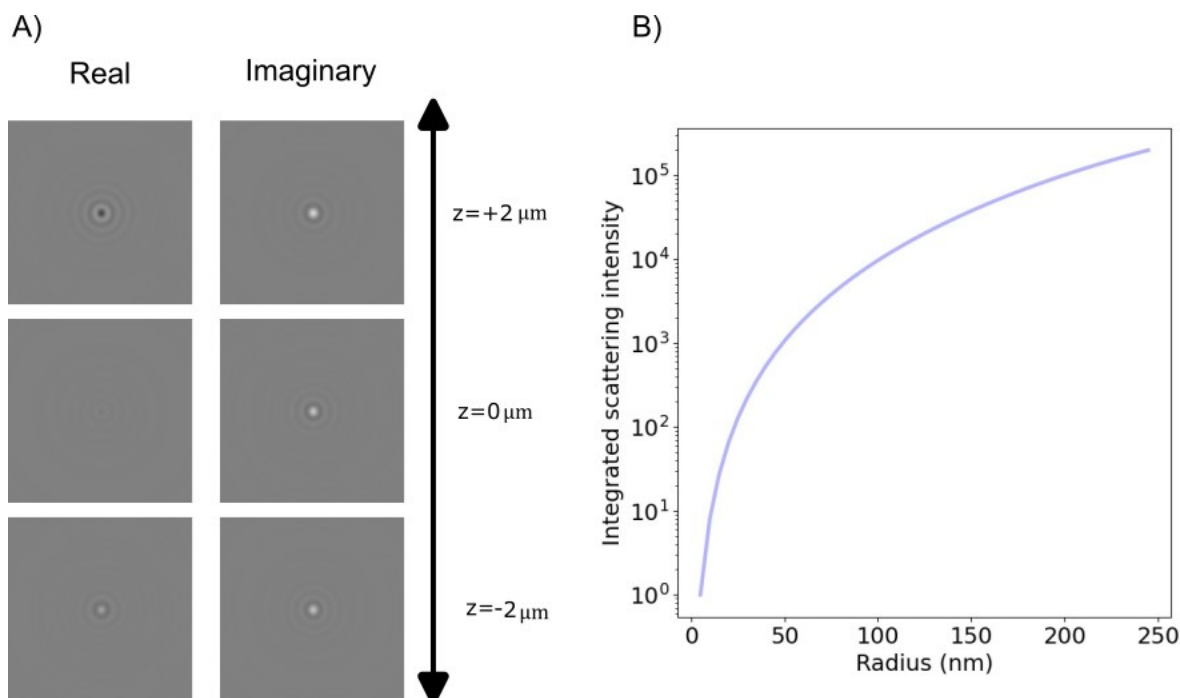 A)
Real
Imaginary
z=+2 μm
z=0 μm
z=-2 μm
B)
Integrated scattering intensity
10⁵
10⁴
10³
10²
10¹
10⁰
0 50 100 150 200 250
Radius (nm)